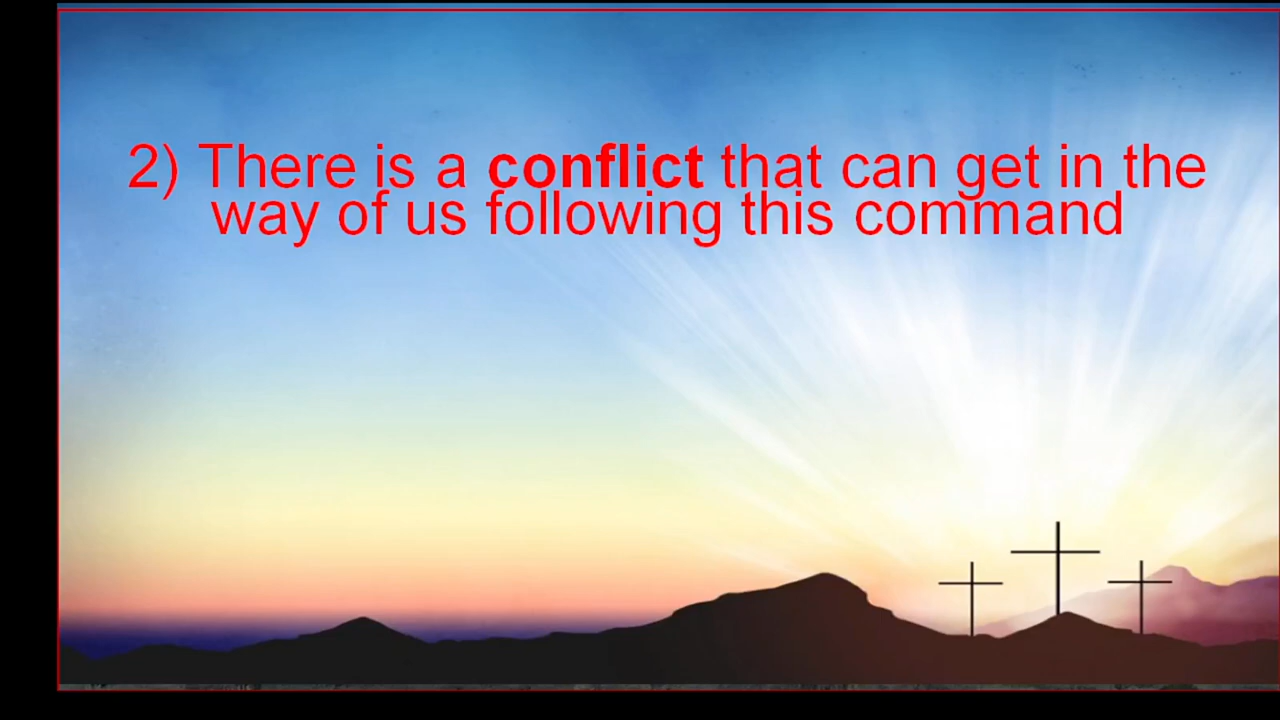 2) There is a conflict that can get in the
way of us following this command